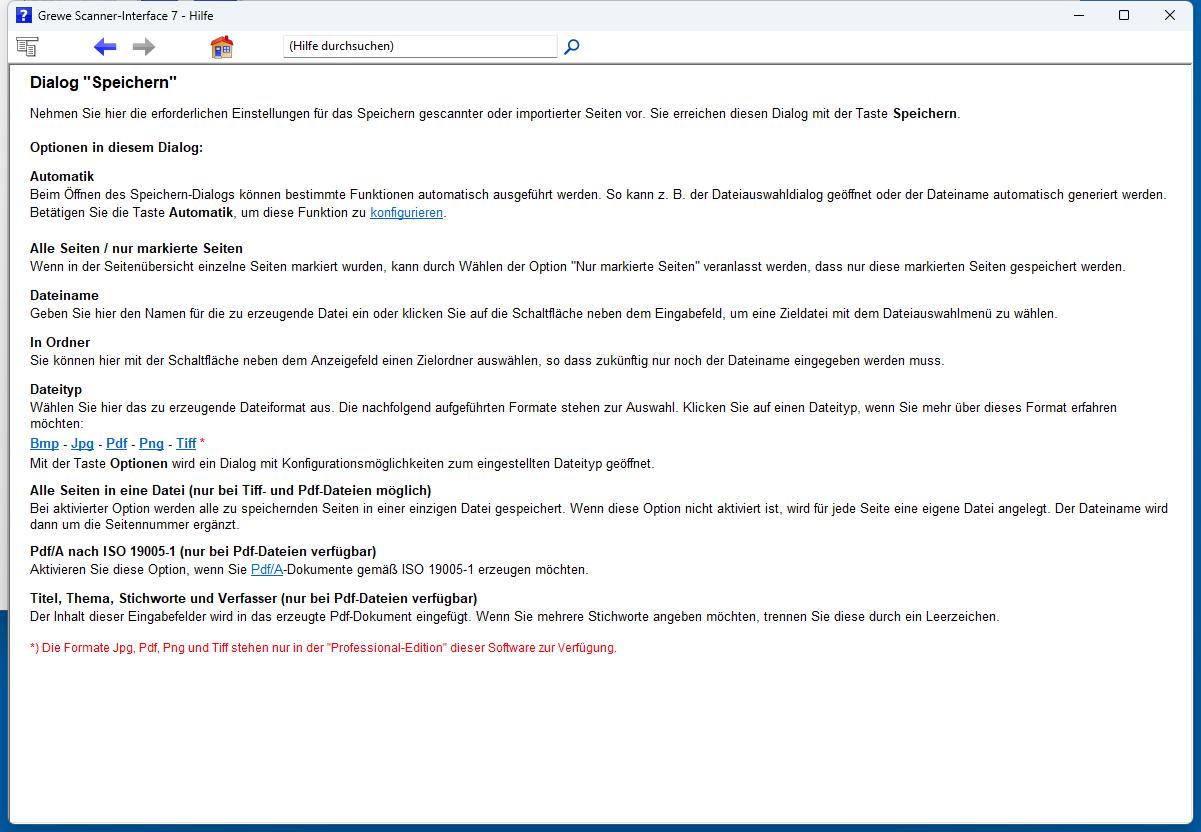 Grewe Scanner-Interface 7 - Hilfe
(Hilfe durchsuchen)
Dialog "Speichern"
Nehmen Sie hier die erforderlichen Einstellungen für das Speichern gescannter oder importierter Seiten vor. Sie erreichen diesen Dialog mit der Taste Speichern.
Optionen in diesem Dialog:
Automatik
Beim Öffnen des Speichern-Dialogs können bestimmte Funktionen automatisch ausgeführt werden. So kann z. B. der Dateiauswahldialog geöffnet oder der Dateiname automatisch generiert werden.
Betätigen Sie die Taste Automatik, um diese Funktion zu konfigurieren.
Alle Seiten / nur markierte Seiten
Wenn in der Seitenübersicht einzelne Seiten markiert wurden, kann durch Wählen der Option "Nur markierte Seiten" veranlasst werden, dass nur diese markierten Seiten gespeichert werden.
Dateiname
Geben Sie hier den Namen für die zu erzeugende Datei ein oder klicken Sie auf die Schaltfläche neben dem Eingabefeld, um eine Zieldatei mit dem Dateiauswahlmenü zu wählen.
In Ordner
Sie können hier mit der Schaltfläche neben dem Anzeigefeld einen Zielordner auswählen, so dass zukünftig nur noch der Dateiname eingegeben werden muss.
Dateityp
Wählen Sie hier das zu erzeugende Dateiformat aus. Die nachfolgend aufgeführten Formate stehen zur Auswahl. Klicken Sie auf einen Dateityp, wenn Sie mehr über dieses Format erfahren
möchten:
Bmp - Jpg - Pdf - Png - Tiff *
Mit der Taste Optionen wird ein Dialog mit Konfigurationsmöglichkeiten zum eingestellten Dateityp geöffnet.
Alle Seiten in eine Datei (nur bei Tiff- und Pdf-Dateien möglich)
Bei aktivierter Option werden alle zu speichernden Seiten in einer einzigen Datei gespeichert. Wenn diese Option nicht aktiviert ist, wird für jede Seite eine eigene Datei angelegt. Der Dateiname wird
dann um die Seitennummer ergänzt.
Pdf/A nach ISO 19005-1 (nur bei Pdf-Dateien verfügbar)
Aktivieren Sie diese Option, wenn Sie Pdf/A-Dokumente gemäß ISO 19005-1 erzeugen möchten.
Titel, Thema, Stichworte und Verfasser (nur bei Pdf-Dateien verfügbar)
Der Inhalt dieser Eingabefelder wird in das erzeugte Pdf-Dokument eingefügt. Wenn Sie mehrere Stichworte angeben möchten, trennen Sie diese durch ein Leerzeichen.
*) Die Formate Jpg, Pdf, Png und Tiff stehen nur in der "Professional-Edition" dieser Software zur Verfügung.